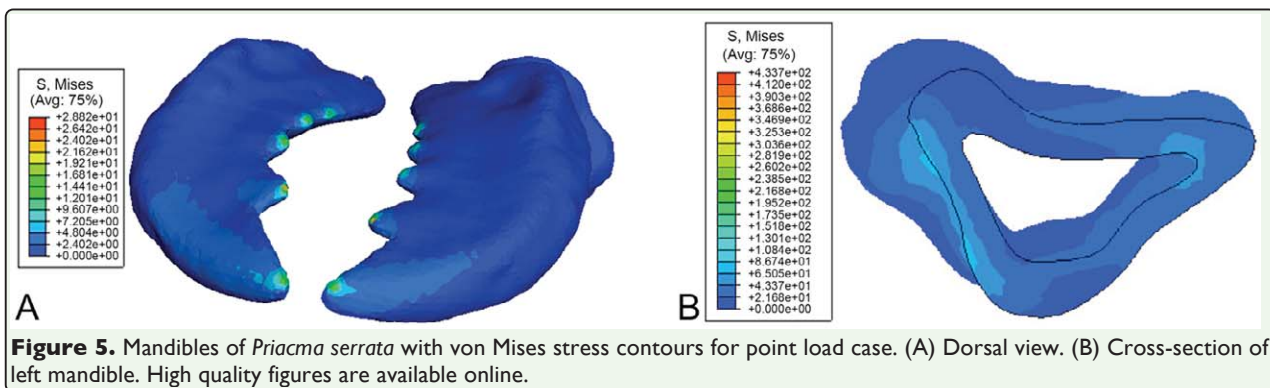 S, Mises
(Avg: 75%)
+2.882e+01
+2.642e+01
+2.402e+01
+2.162e+01
+1.921e+01
+1.681e+01
+1.441e+01
+1.201e+01
+9.607e+00
+7.205e+00
+4.804e+00
+2.402e+00
+0.000e+00
A
S, Mises
(Avg: 75%)
+4.337e+02
+4.120e+02
+3.903e+02
+3.686e+02
+3.469e+02
+3.253e+02
+3.036e+02
+2.819e+02
+2.602e+02
+2.385e+02
+2.168e+02
+1.952e+02
+1.735e+02
+1.518e+02
+1.301e+02
+1.084e+02
+8.674e+01
+6.505e+01
+4.337e+01
+2.168e+01
+0.000e+00
B
Figure 5. Mandibles of Priacma serrata with von Mises stress contours for point load case. (A) Dorsal view. (B) Cross-section of
left mandible. High quality figures are available online.